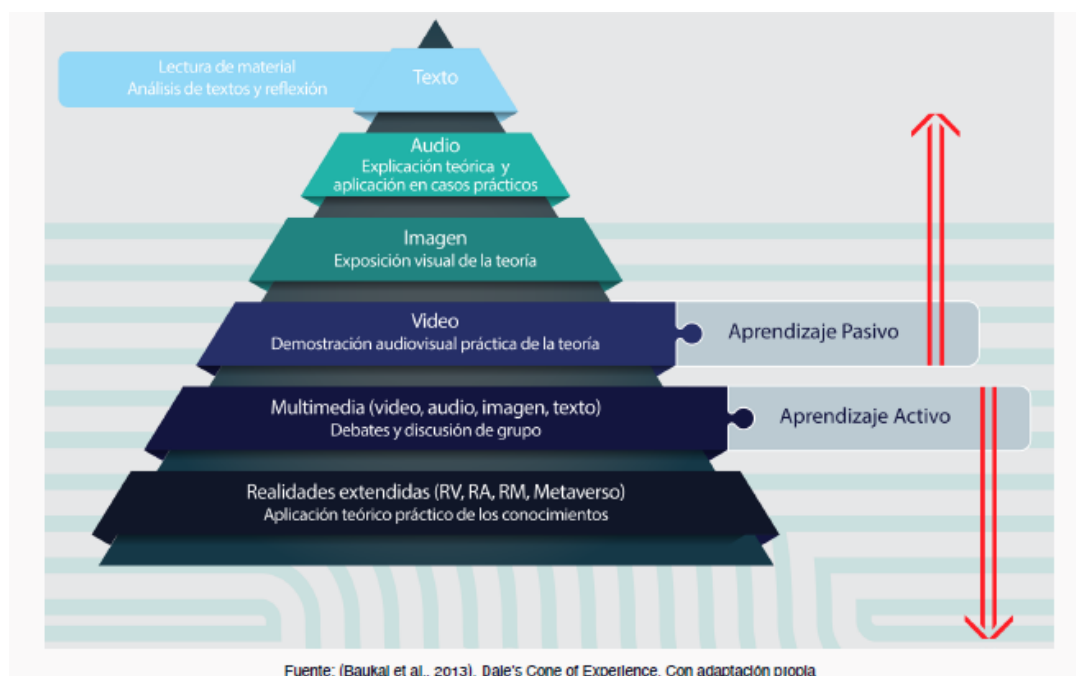 Lectura de material
Análisis de textos y reflexión
Texto
Audio
Explicación teórica y
aplicación en casos prácticos
Imagen
Exposición visual de la teoría
Video
Demostración audiovisual práctica de la teoría
Aprendizaje Pasivo
Multimedia (video, audio, imagen, texto)
Debates y discusión de grupo
Aprendizaje Activo
Realidades extendidas (RV, RA, RM, Metaverso)
Aplicación teórico práctico de los conocimientos
Fuente: (Baukal et al., 2013). Dale's Cone of Experience. Con adaptación propia